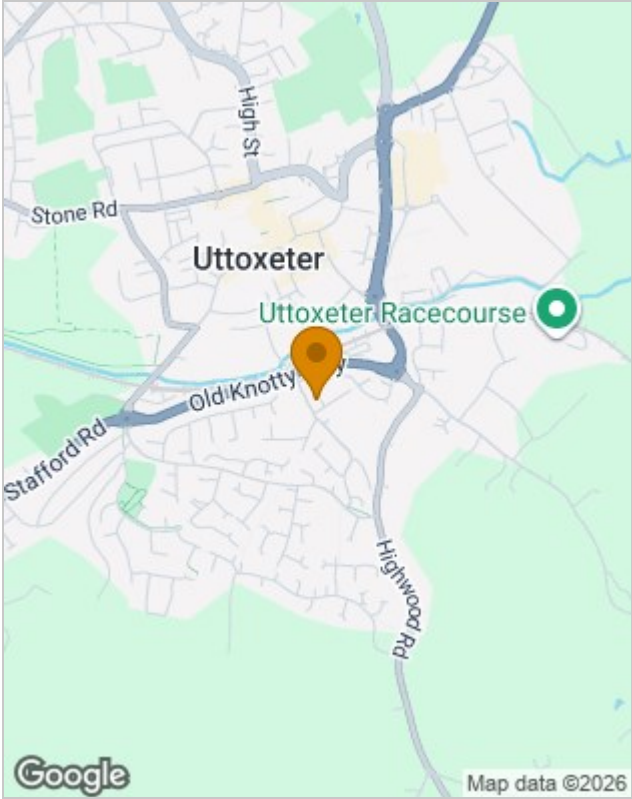 High St
Stone Rd
Uttoxeter
Uttoxeter Racecourse
Old Knotty
Stafford Rd
Highwood Rd
Google
Map data ©2026